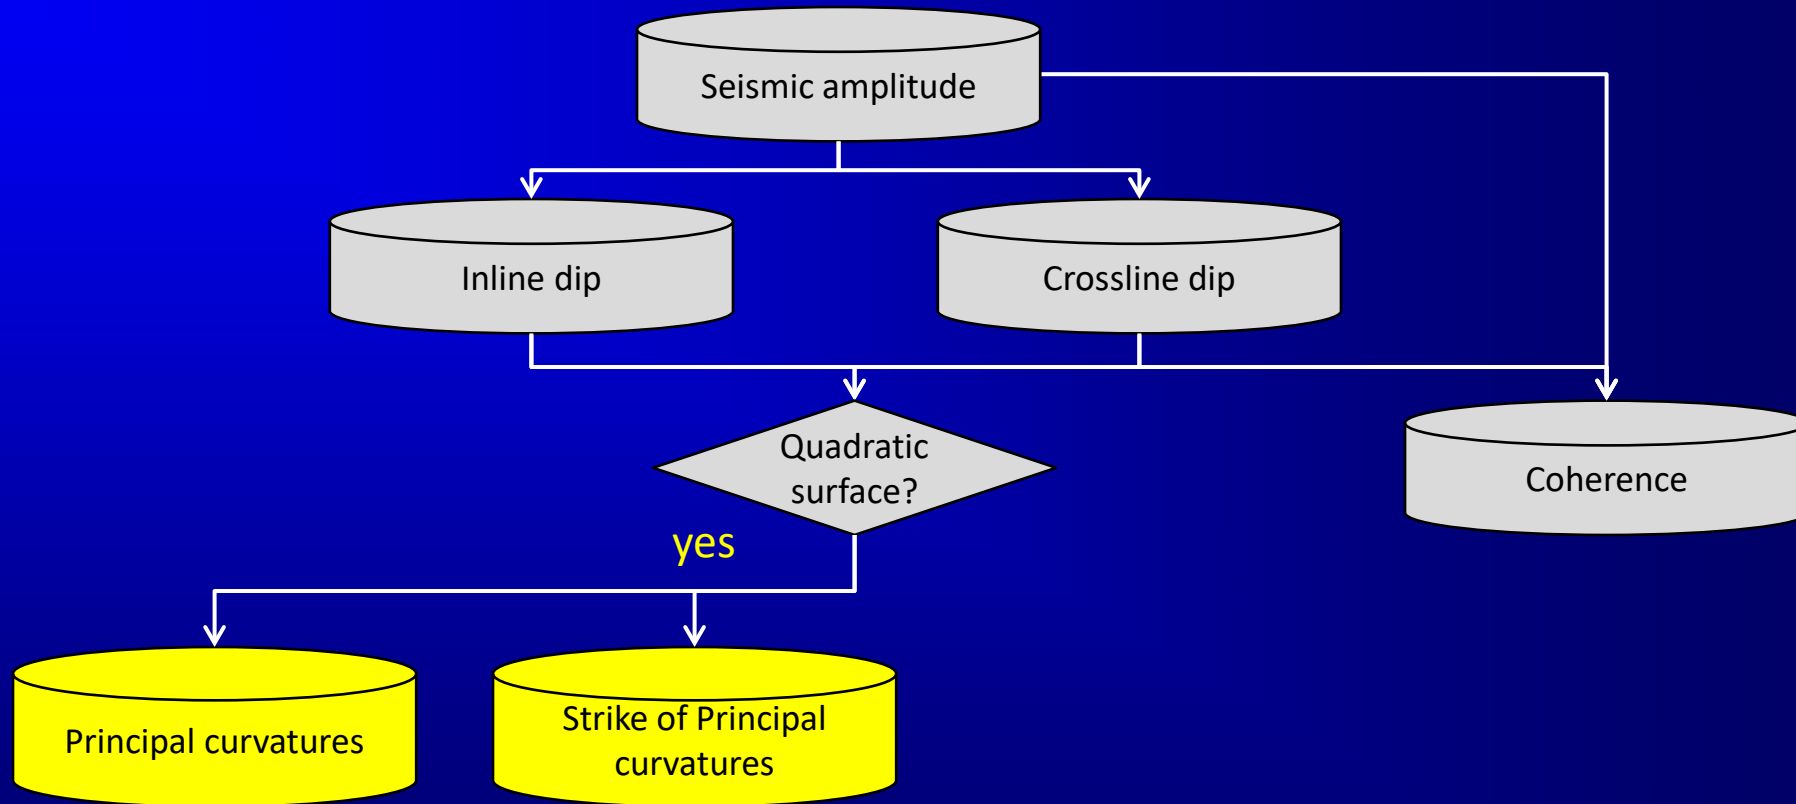 Seismic amplitude
Inline dip
Crossline dip
Quadratic
surface?
Coherence
yes
Principal curvatures
Strike of Principal
curvatures